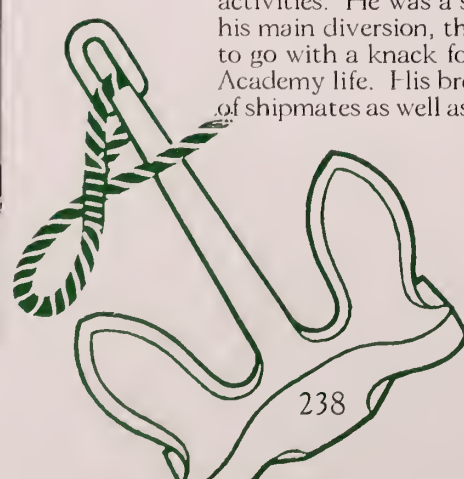 activities. He was a s
his main diversion, th
to go with a knack fo
Academy life. His bre
of shipmates as well as
238